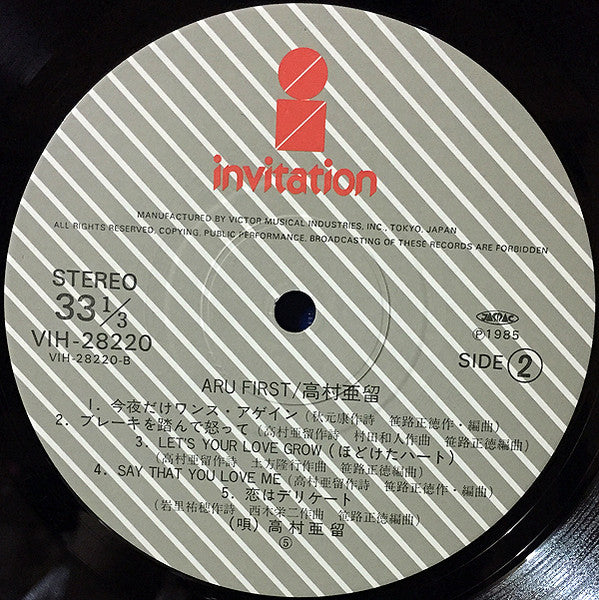 invitation
MANUFACTURED BY VICTOR MUSICAL INDUSTRIES, INC., TOKYO, JAPAN
ALL RIGHTS RESERVED, COPYING, PUBLIC PERFORMANCE, BROADCASTING OF THESE RECORDS ARE FORBIDDEN
STEREO
33 1/3
VIH-28220
VIH-28220-B
JASRAC
Ⓟ1985
SIDE 2
ARU FIRST/高村亜留
1. 今夜だけワンス・アゲイン(秋元康作詩 笹路正徳作・編曲)
2. ブレーキを踏んで怒って(高村亜留作詩 村田和人作曲 笹路正徳編曲)
3. LET'S YOUR LOVE GROW (ほどけたハート)
(高村亜留作詩 土方隆行作曲 笹路正徳編曲)
4. SAY THAT YOU LOVE ME(高村亜留作詩・作曲 笹路正徳編曲)
5. 恋はデリケート
(岩里祐穂作詩 西木栄二作曲 笹路正徳編曲)
(唄)高村亜留
⑤